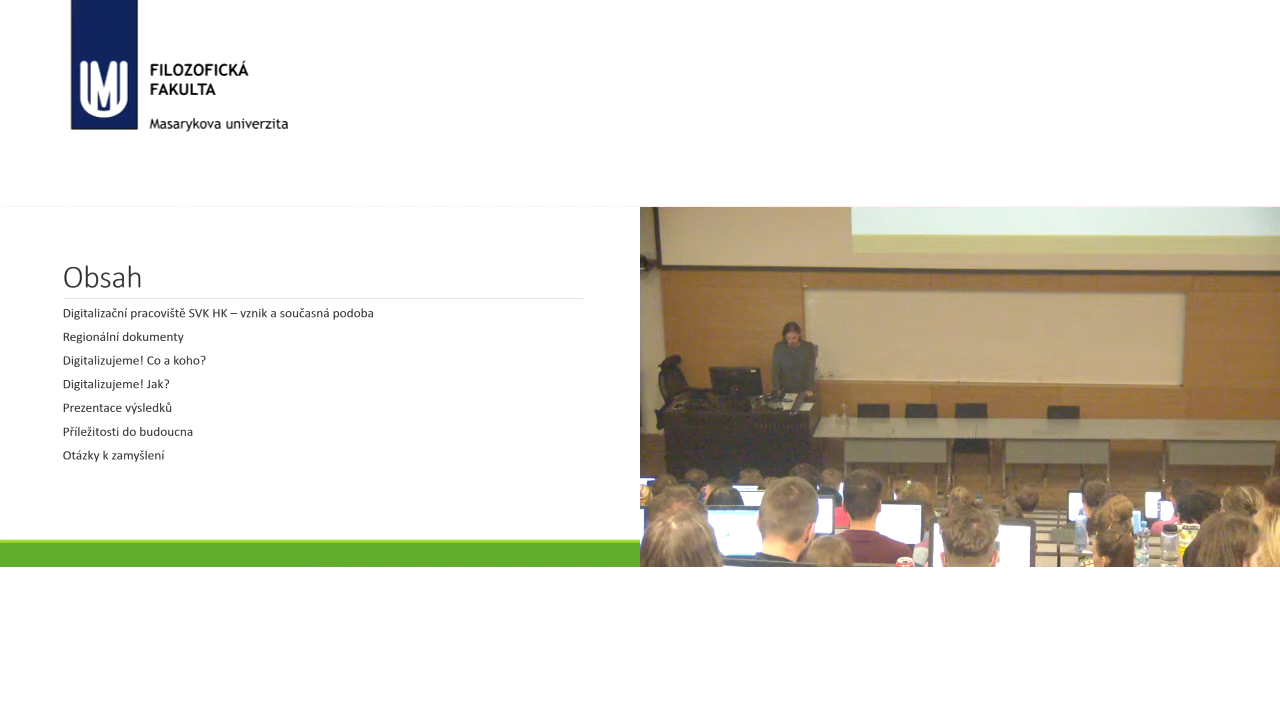 FILOZOFICKÁ
FAKULTA
Masarykova univerzita
Obsah
Digitalizační pracoviště SVK HK – vznik a současná podoba
Regionální dokumenty
Digitalizujeme! Co a koho?
Digitalizujeme! Jak?
Prezentace výsledků
Příležitosti do budoucna
Otázky k zamyšlení